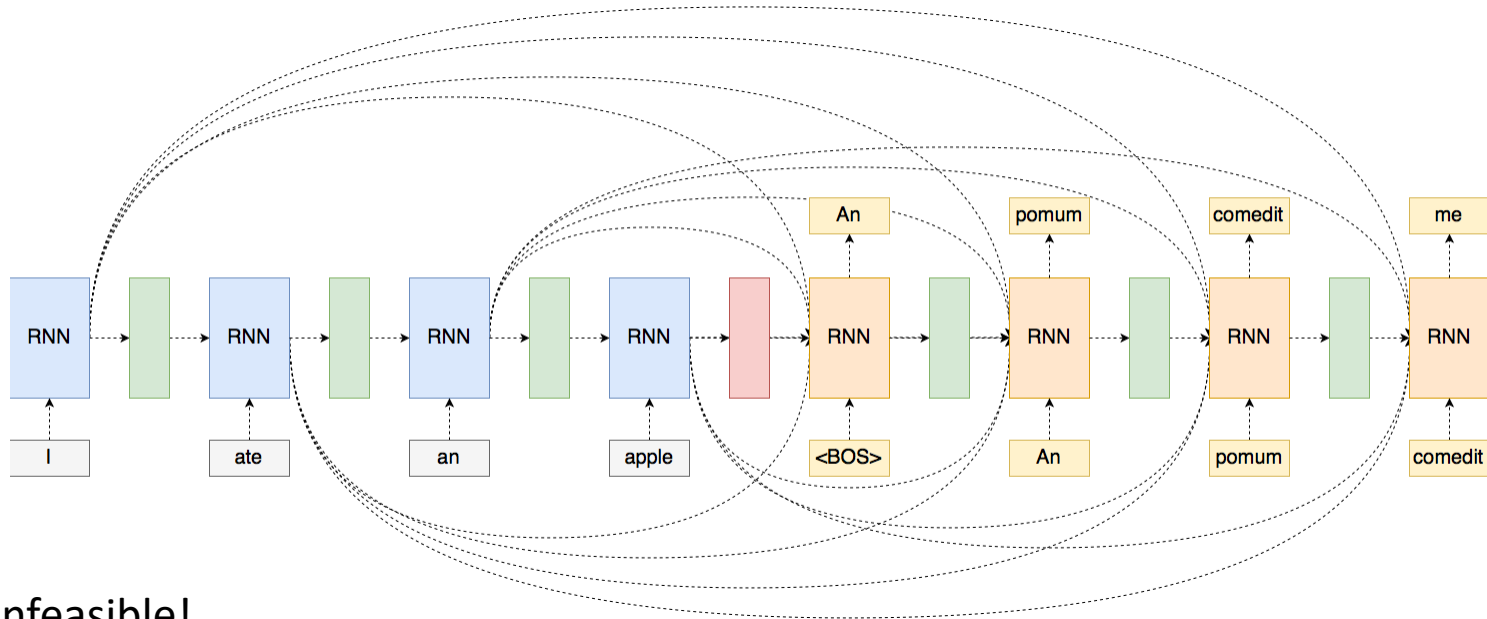 An pomum comedit me
RNN RNN RNN RNN RNN RNN RNN RNN
I ate an apple <BOS> An pomum comedit
nfeasible!